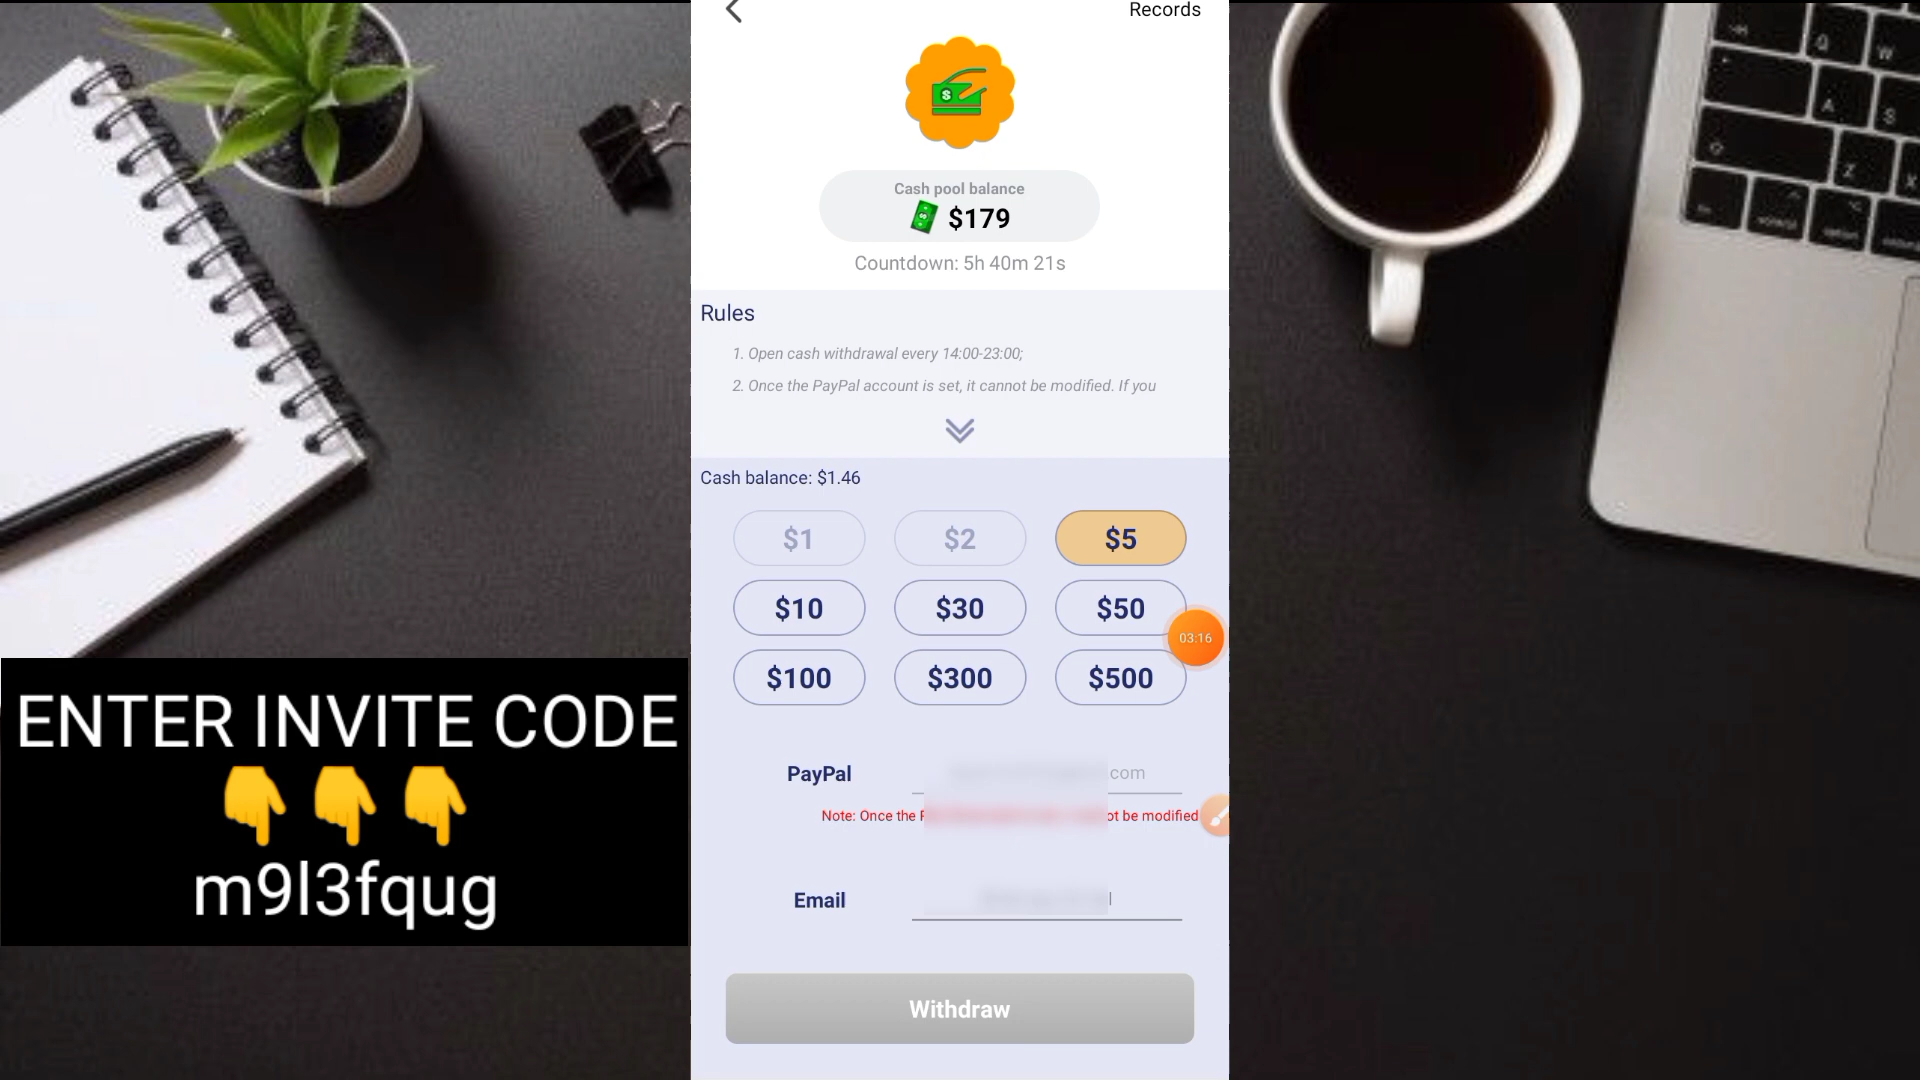 Records
Cash pool balance
$179
Countdown: 5h 40m 21s
Rules
1. Open cash withdrawal every 14:00-23:00;
2. Once the PayPal account is set, it cannot be modified. If you
Cash balance: $1.46
$1 $2 $5
$10 $30 $50
03:16
$100 $300 $500
PayPal com
Note: Once the ot be modified
Email
Withdraw
ENTER INVITE CODE
👇👇👇
m9l3fqug